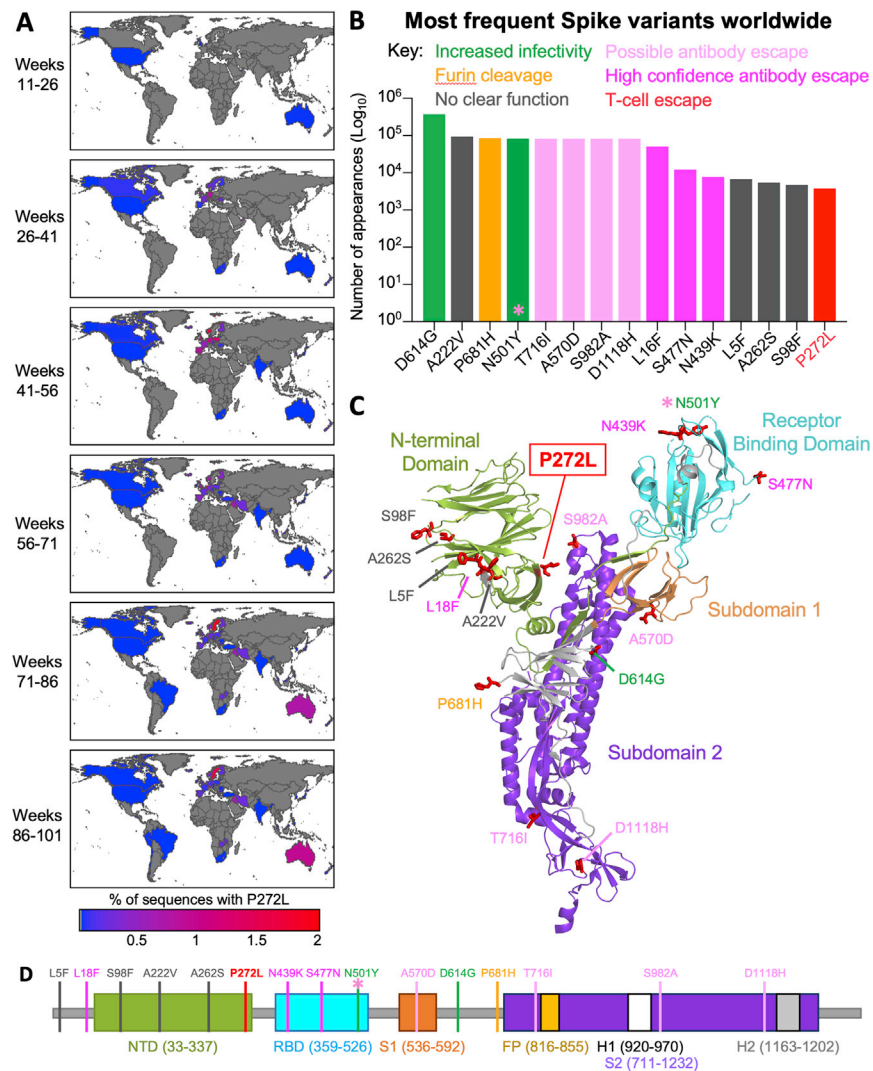 A
Weeks
11-26
Weeks
26-41
Weeks
41-56
Weeks
56-71
Weeks
71-86
Weeks
86-101
% of sequences with P272L
0.5 1 1.5 2
B Most frequent Spike variants worldwide
Key: Increased infectivity Possible antibody escape
Furin cleavage High confidence antibody escape
No clear function T-cell escape
Number of appearances (Log10)
10^6
10^5
10^4
10^3
10^2
10^1
10^0
*
D614G A222V P681H N501Y T716I A570D S982A D1118H L16F S477N N439K L5F A262S S98F P272L
C
* N501Y
N439K
Receptor
Binding Domain
N-terminal
Domain
P272L
S477N
S98F
S982A
A262S
L5F
L18F
A222V
Subdomain 1
A570D
D614G
P681H
Subdomain 2
T716I
D1118H
D
L5F L18F S98F A222V A262S P272L N439K S477N N501Y A570D D614G P681H T716I S982A D1118H
*
NTD (33-337) RBD (359-526) S1 (536-592) FP (816-855) H1 (920-970) H2 (1163-1202)
S2 (711-1232)